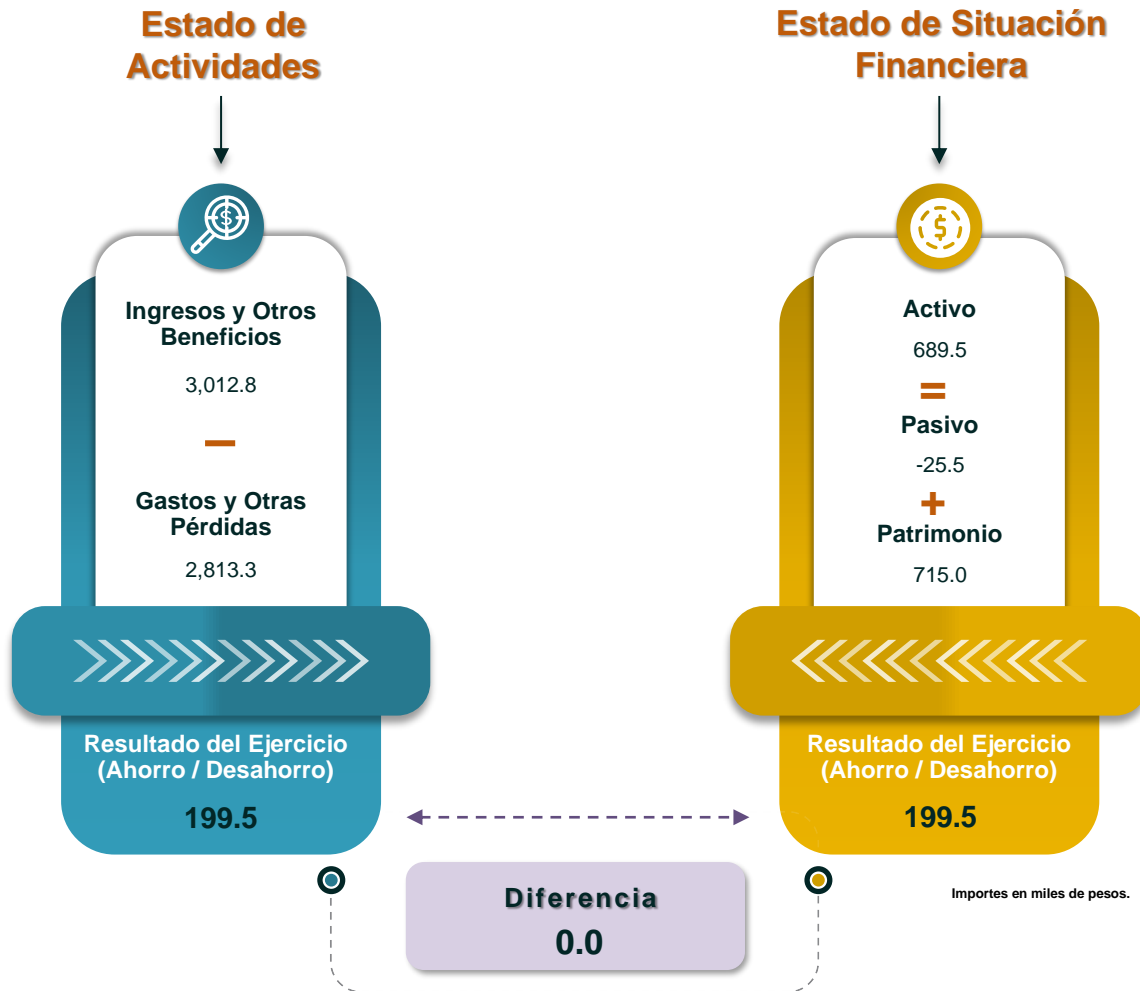 Estado de
Actividades
Ingresos y Otros
Beneficios
3,012.8
−
Gastos y Otras
Pérdidas
2,813.3
Resultado del Ejercicio
(Ahorro / Desahorro)
199.5
Estado de Situación
Financiera
$
$
Activo
689.5
=
Pasivo
-25.5
+
Patrimonio
715.0
Resultado del Ejercicio
(Ahorro / Desahorro)
199.5
Diferencia
0.0
Importes en miles de pesos.